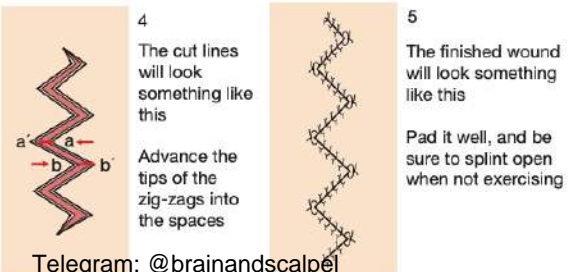 4
The cut lines
will look
something like
this
Advance the
tips of the
zig-zags into
the spaces
a´ a
b b´
5
The finished wound
will look something
like this
Pad it well, and be
sure to splint open
when not exercising
Telegram: @brainandscalpel